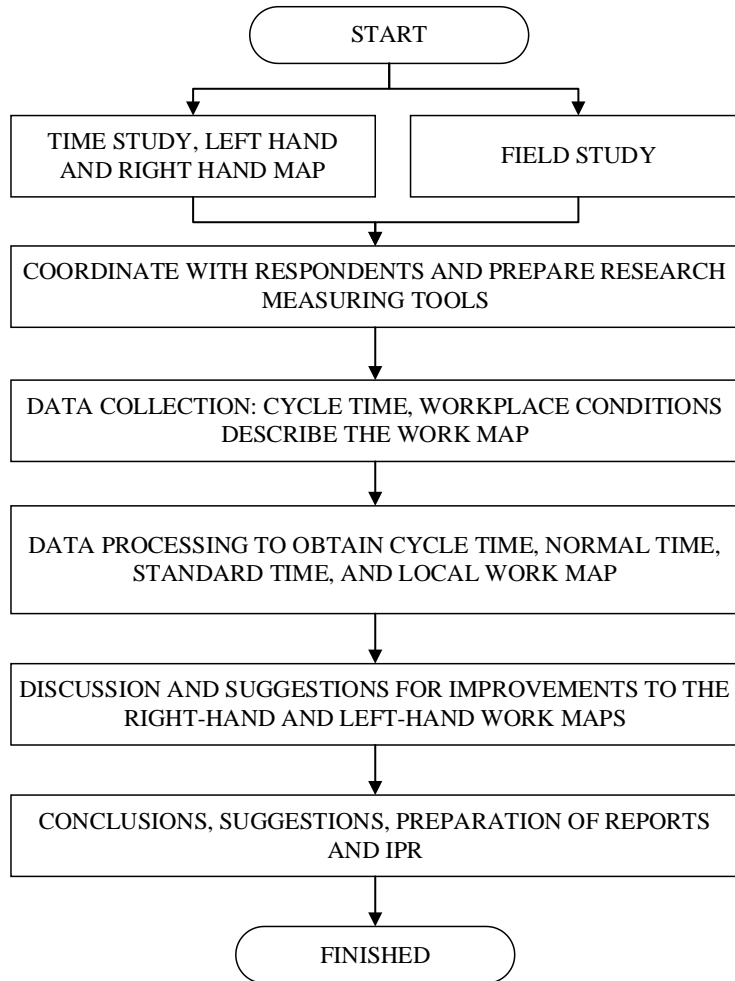 START
TIME STUDY, LEFT HAND
AND RIGHT HAND MAP
FIELD STUDY
COORDINATE WITH RESPONDENTS AND PREPARE RESEARCH
MEASURING TOOLS
DATA COLLECTION: CYCLE TIME, WORKPLACE CONDITIONS
DESCRIBE THE WORK MAP
DATA PROCESSING TO OBTAIN CYCLE TIME, NORMAL TIME,
STANDARD TIME, AND LOCAL WORK MAP
DISCUSSION AND SUGGESTIONS FOR IMPROVEMENTS TO THE
RIGHT-HAND AND LEFT-HAND WORK MAPS
CONCLUSIONS, SUGGESTIONS, PREPARATION OF REPORTS
AND IPR
FINISHED